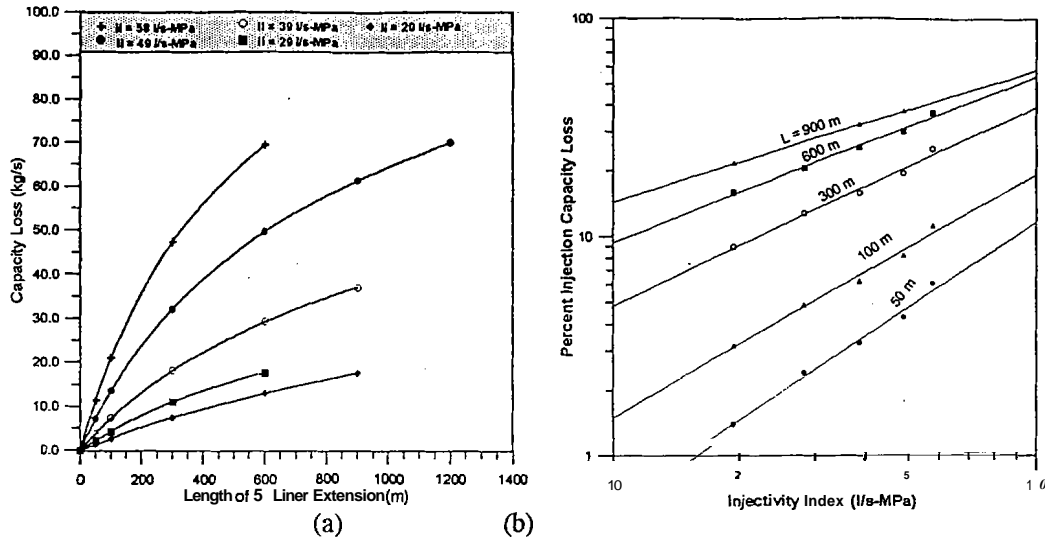 100.0
II = 58 l/s-MPa
II = 39 l/s-MPa
II = 20 l/s-MPa
II = 49 l/s-MPa
II = 29 l/s-MPa
90.0
80.0
70.0
60.0
50.0
40.0
30.0
20.0
10.0
0.0
Capacity Loss (kg/s)
0 200 400 600 800 1000 1200 1400
Length of 5 Liner Extension(m)
(a)
100
10
1
Percent Injection Capacity Loss
L = 900 m
600 m
300 m
100 m
50 m
10 2 5 1 0
Injectivity Index (l/s-MPa)
(b)